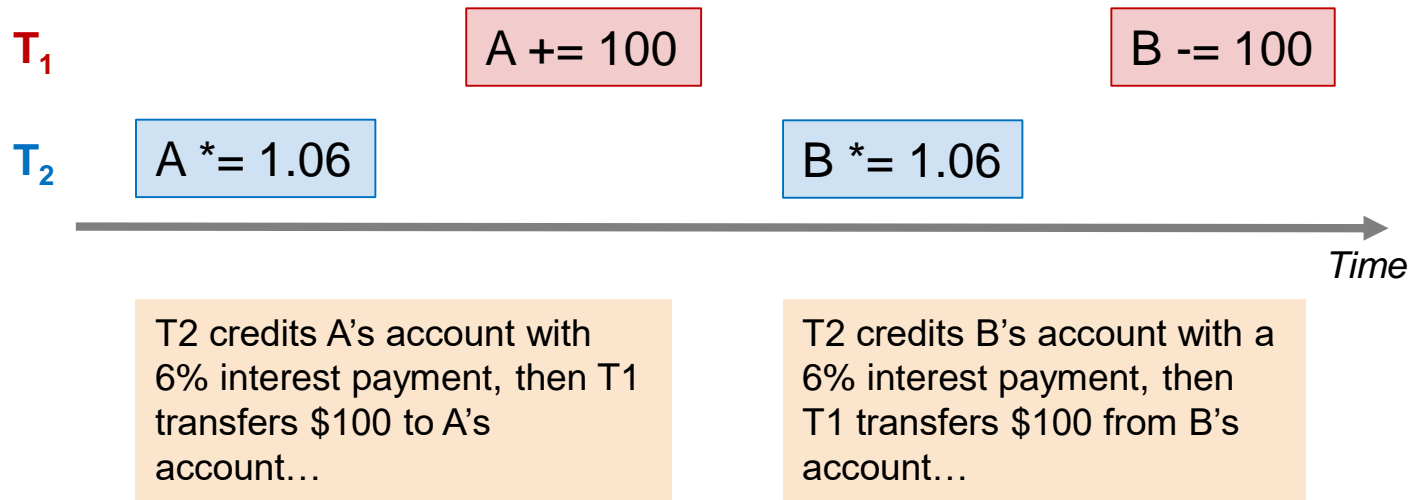 T₁
A += 100
B -= 100
T₂
A *= 1.06
B *= 1.06
Time
T2 credits A’s account with
6% interest payment, then T1
transfers $100 to A’s
account…
T2 credits B’s account with a
6% interest payment, then
T1 transfers $100 from B’s
account…